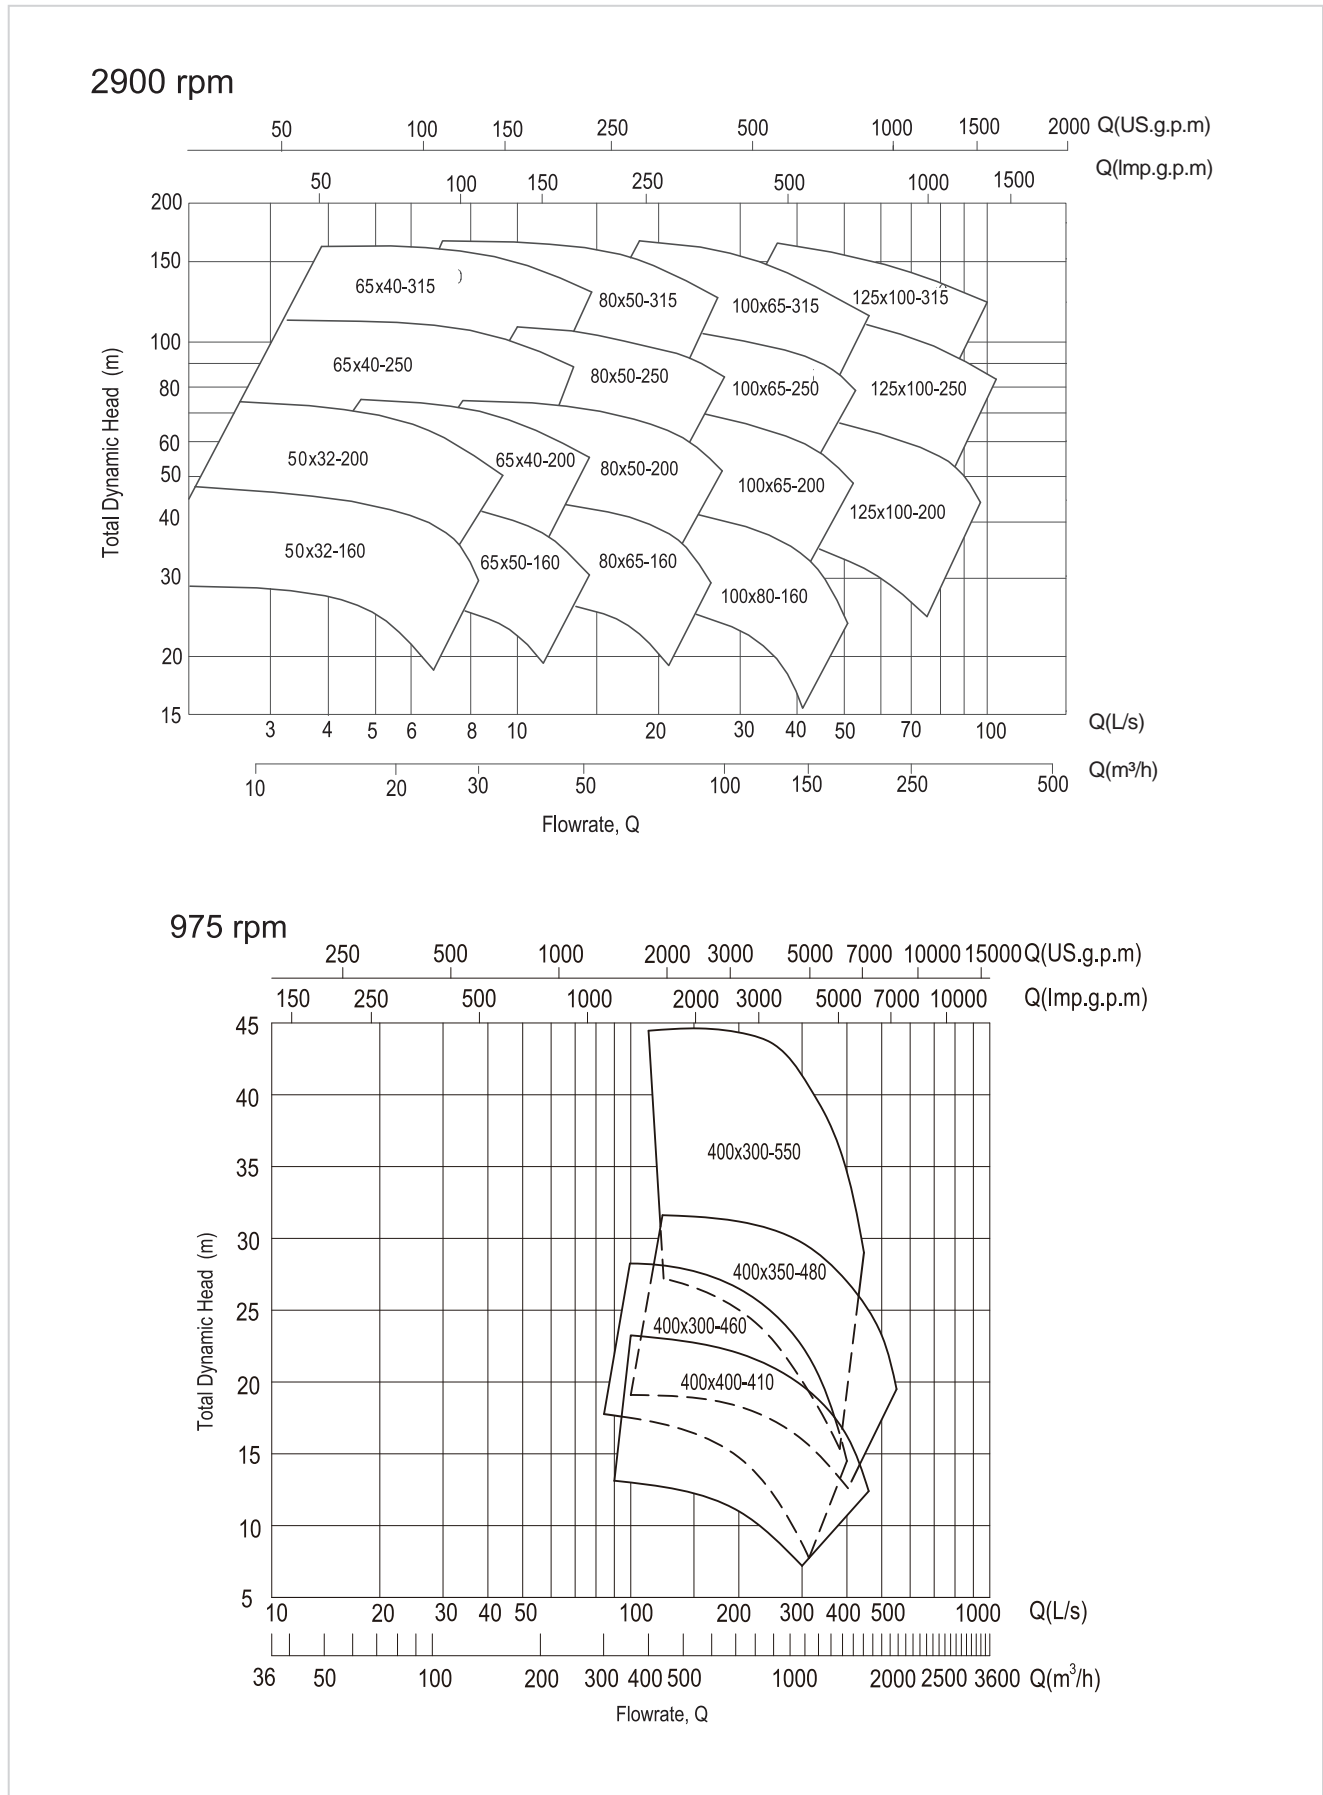 2900 rpm
50 100 150 250 500 1000 1500 2000 Q(US.g.p.m)
50 100 150 250 500 1000 1500 Q(Imp.g.p.m)
200
150
100
80
60
50
40
30
20
15
Total Dynamic Head (m)
65x40-315 )
80x50-315
100x65-315
125x100-315
65x40-250
80x50-250
100x65-250
125x100-250
50x32-200
65x40-200
80x50-200
100x65-200
125x100-200
50x32-160
65x50-160
80x65-160
100x80-160
3 4 5 6 8 10 20 30 40 50 70 100 Q(L/s)
10 20 30 50 100 150 250 500 Q(m³/h)
Flowrate, Q
975 rpm
250 500 1000 2000 3000 5000 7000 10000 15000 Q(US.g.p.m)
150 250 500 1000 2000 3000 5000 7000 10000 Q(Imp.g.p.m)
45
40
35
30
25
20
15
10
5
Total Dynamic Head (m)
400x300-550
400x350-480
400x300-460
400x400-410
10 20 30 40 50 100 200 300 400 500 1000 Q(L/s)
36 50 100 200 300 400 500 1000 2000 2500 3600 Q(m³/h)
Flowrate, Q